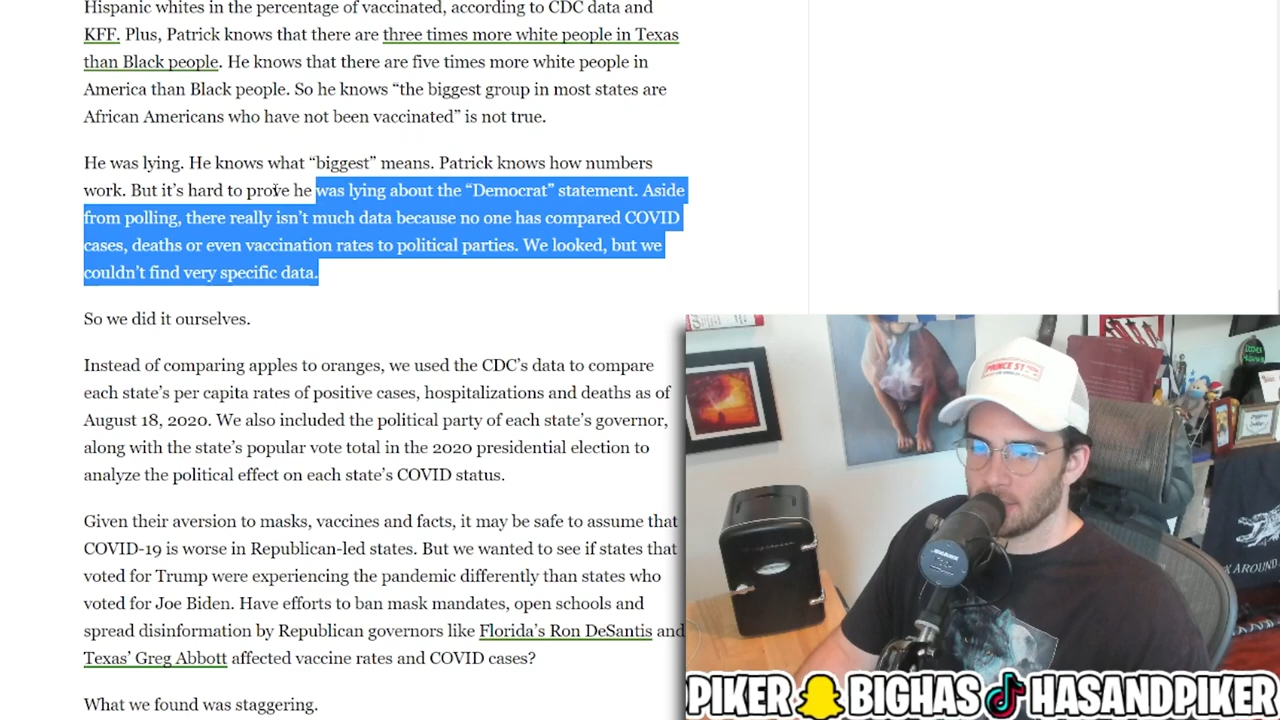 Hispanic whites in the percentage of vaccinated, according to CDC data and
KFF. Plus, Patrick knows that there are three times more white people in Texas
than Black people. He knows that there are five times more white people in
America than Black people. So he knows “the biggest group in most states are
African Americans who have not been vaccinated” is not true.
He was lying. He knows what “biggest” means. Patrick knows how numbers
work. But it’s hard to prove he was lying about the “Democrat” statement. Aside
from polling, there really isn’t much data because no one has compared COVID
cases, deaths or even vaccination rates to political parties. We looked, but we
couldn’t find very specific data.
So we did it ourselves.
Instead of comparing apples to oranges, we used the CDC’s data to compare
each state’s per capita rates of positive cases, hospitalizations and deaths as of
August 18, 2020. We also included the political party of each state’s governor,
along with the state’s popular vote total in the 2020 presidential election to
analyze the political effect on each state’s COVID status.
Given their aversion to masks, vaccines and facts, it may be safe to assume that
COVID-19 is worse in Republican-led states. But we wanted to see if states that
voted for Trump were experiencing the pandemic differently than states who
voted for Joe Biden. Have efforts to ban mask mandates, open schools and
spread disinformation by Republican governors like Florida’s Ron DeSantis and
Texas’ Greg Abbott affected vaccine rates and COVID cases?
What we found was staggering.
PRINCE ST
PIKER BIGHAS HASANDPIKER